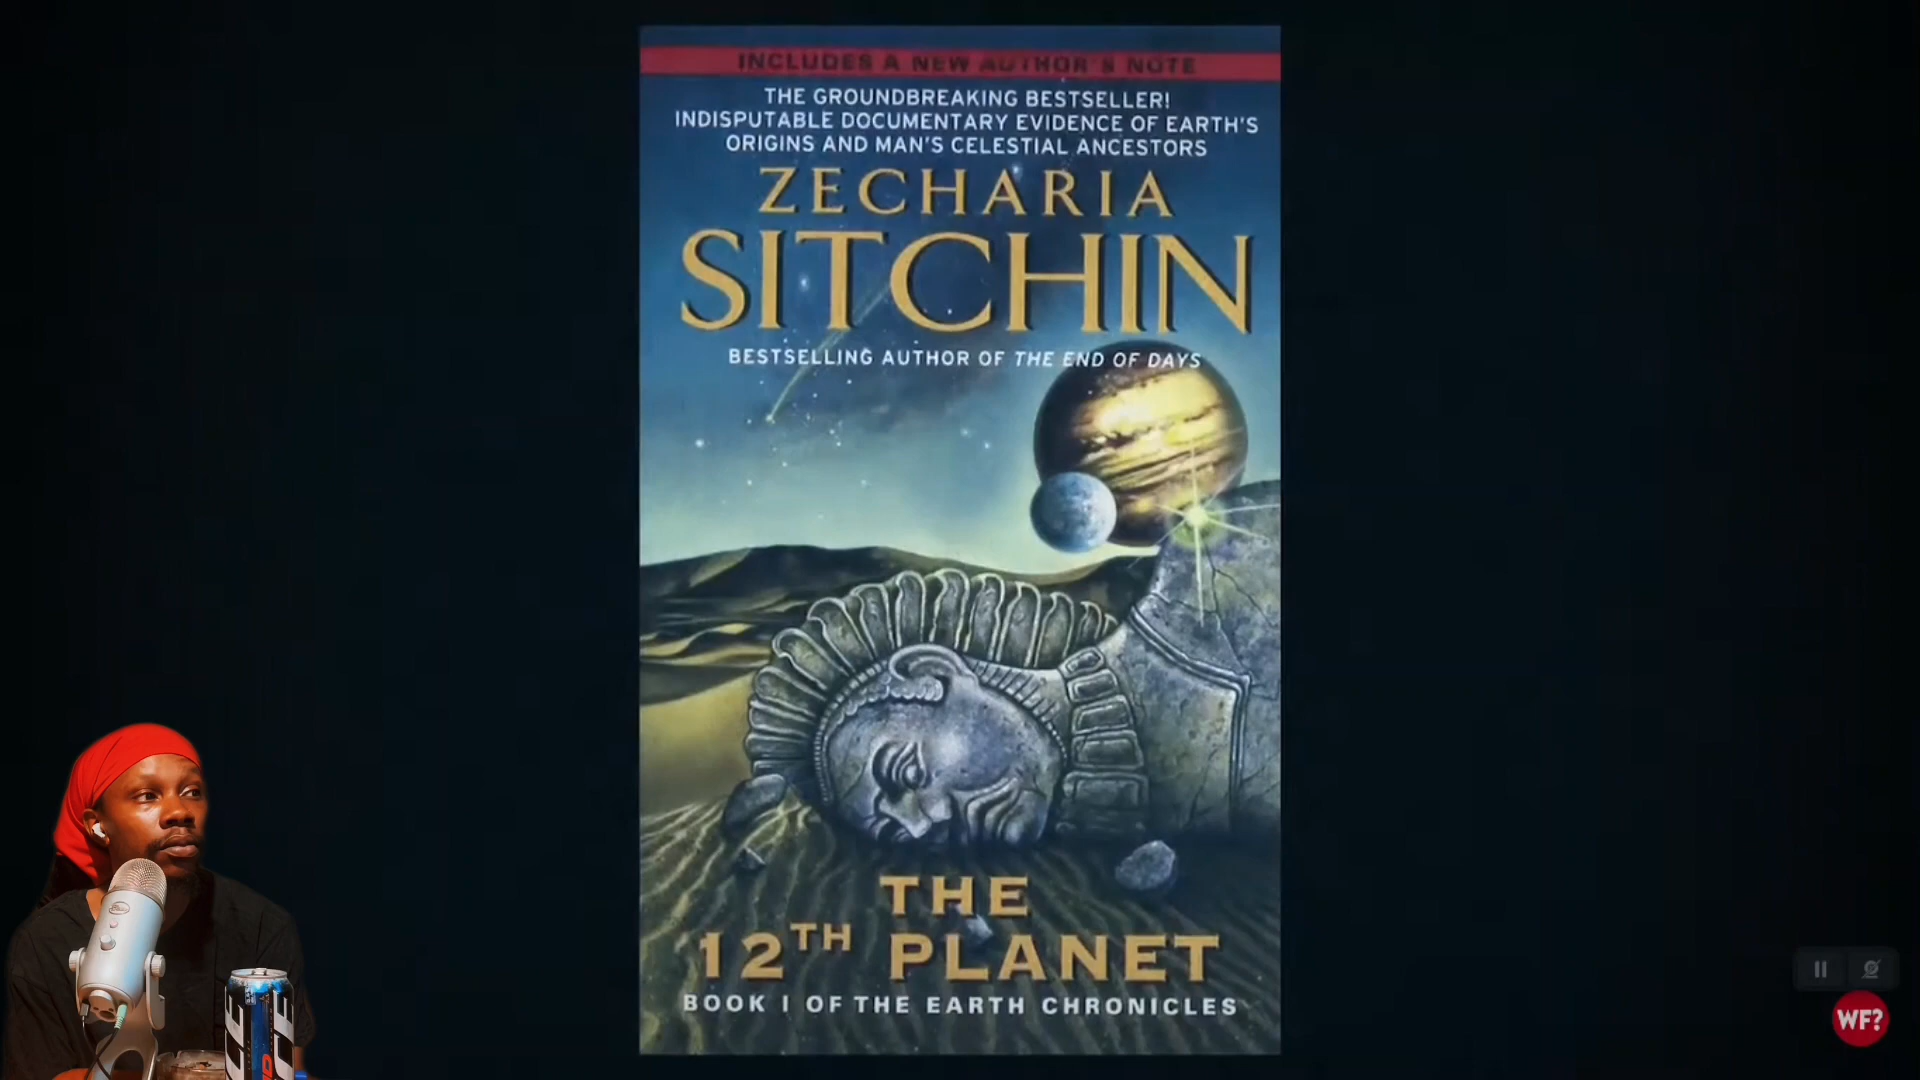 INCLUDES A NEW AUTHOR'S NOTE
THE GROUNDBREAKING BESTSELLER!
INDISPUTABLE DOCUMENTARY EVIDENCE OF EARTH'S
ORIGINS AND MAN'S CELESTIAL ANCESTORS
ZECHARIA
SITCHIN
BESTSELLING AUTHOR OF THE END OF DAYS
THE
12TH PLANET
BOOK I OF THE EARTH CHRONICLES
WF?